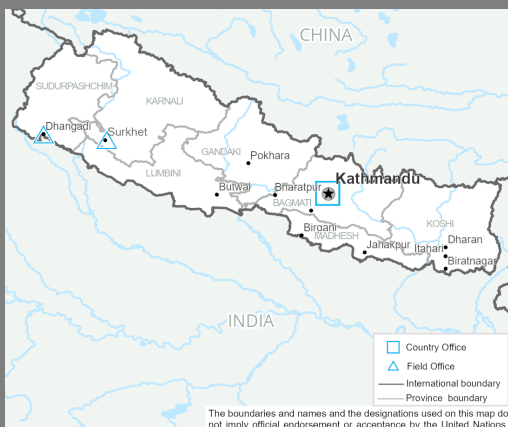 CHINA
SUDURPASHCHIM
KARNALI
Dhangadi
Surkhet
GANDAKI
Pokhara
LUMBINI
Kathmandu
Butwal
Bharatpur
BAGMATI
KOSHI
Birganj
MADHESH
Dharan
Itahari
Janakpur
Biratnagar
INDIA
Country Office
Field Office
International boundary
Province boundary
The boundaries and names and the designations used on this map do
not imply official endorsement or acceptance by the United Nations